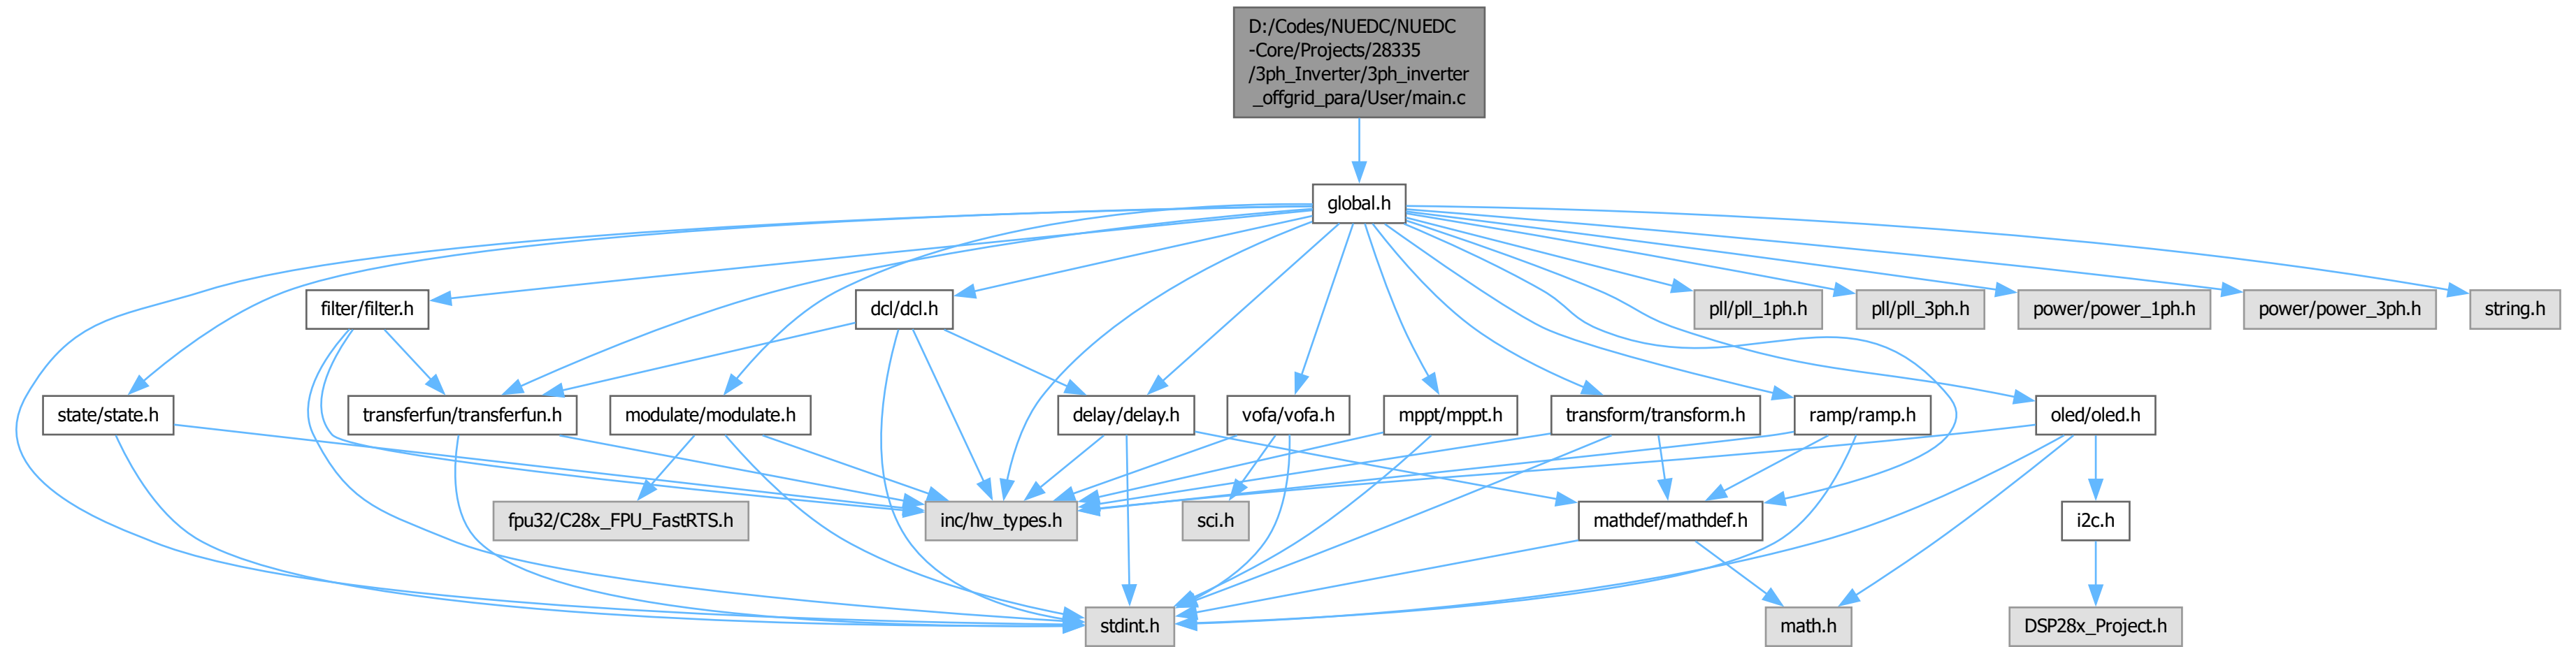 D:/Codes/NUEDC/NUEDC
-Core/Projects/28335
/3ph_Inverter/3ph_inverter
_offgrid_para/User/main.c
global.h
filter/filter.h
dcl/dcl.h
pll/pll_1ph.h
pll/pll_3ph.h
power/power_1ph.h
power/power_3ph.h
string.h
state/state.h
transferfun/transferfun.h
modulate/modulate.h
delay/delay.h
vofa/vofa.h
mppt/mppt.h
transform/transform.h
ramp/ramp.h
oled/oled.h
fpu32/C28x_FPU_FastRTS.h
inc/hw_types.h
sci.h
mathdef/mathdef.h
i2c.h
stdint.h
math.h
DSP28x_Project.h